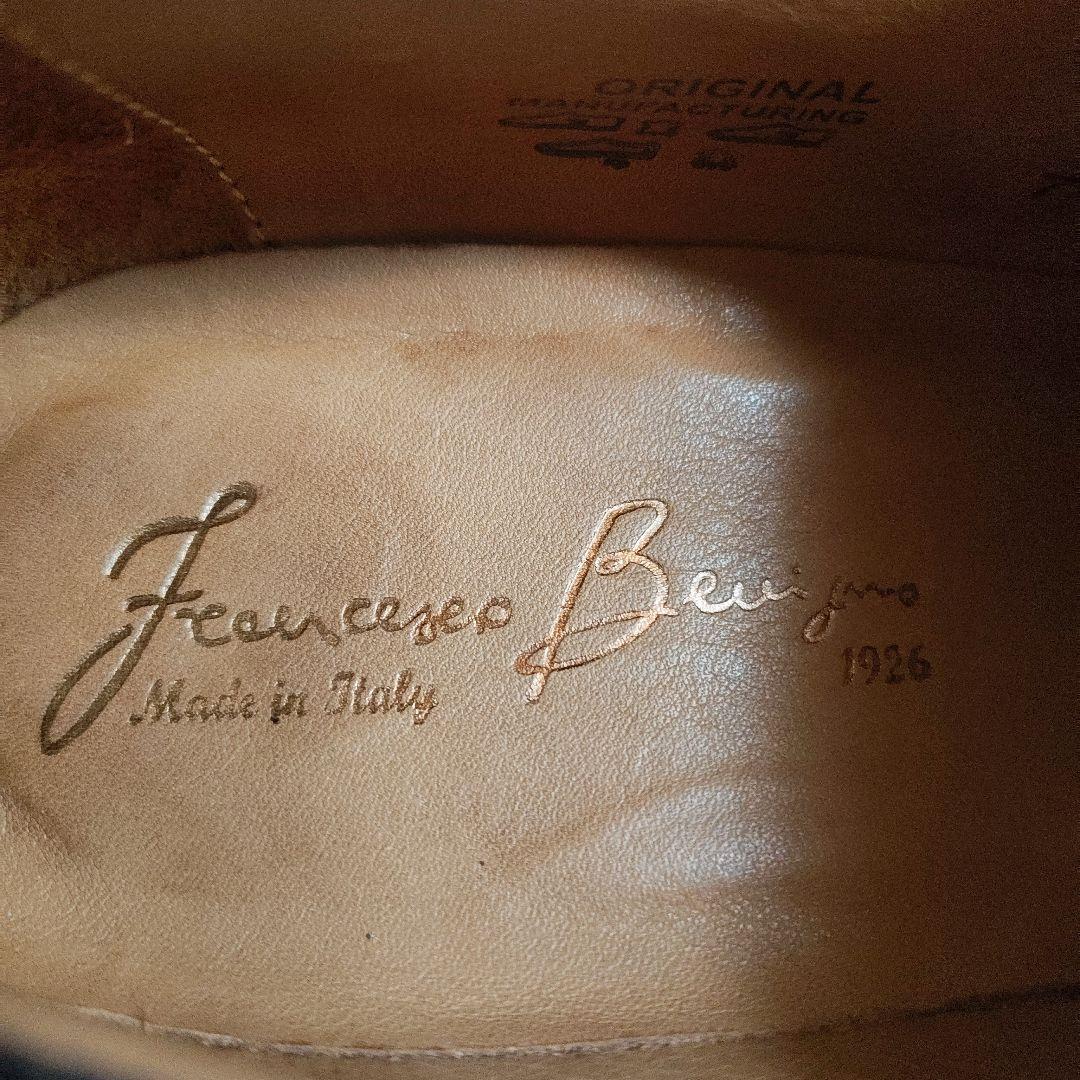 ORIGINAL
MANUFACTURING
Francesco Benigno
Made in Italy
1926